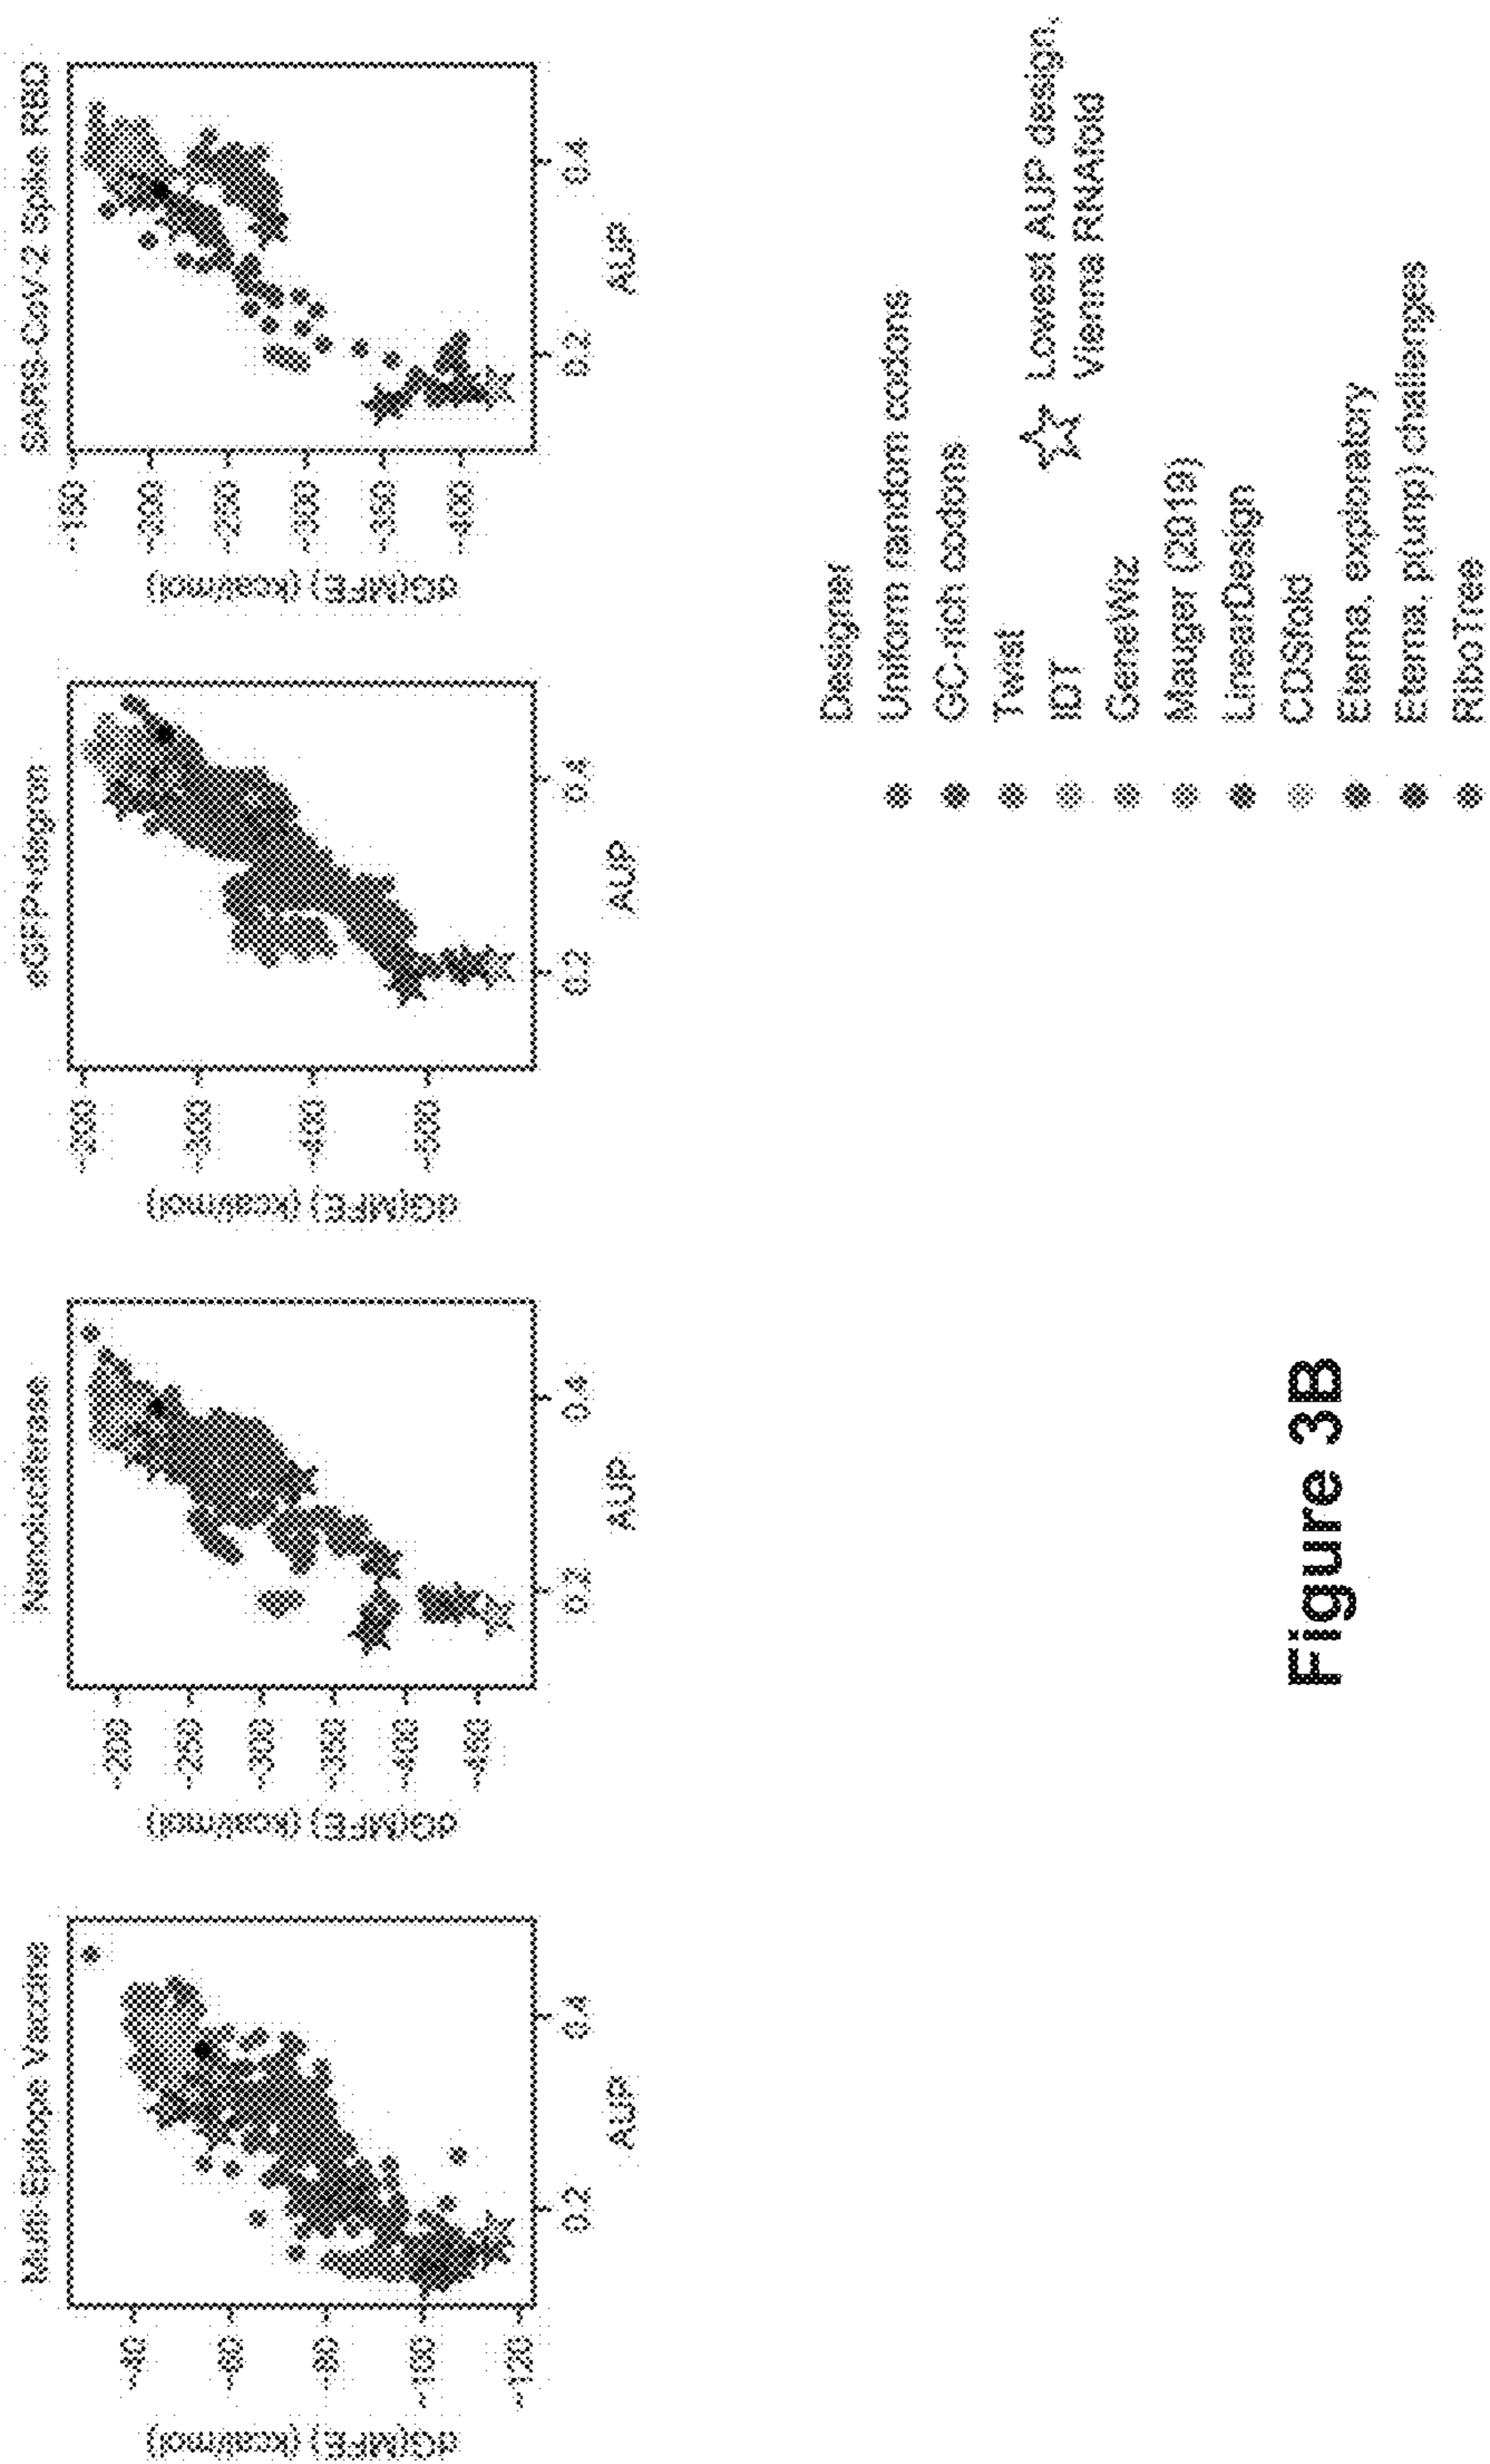 Multi-Epitope Vaccine
dG(MFE) (kcal/mol)
−40
−60
−80
−100
−120
0.2
0.4
AUP
Nanoluciferase
dG(MFE) (kcal/mol)
−200
−250
−300
−350
−400
−450
0.2
0.4
AUP
eGFP+degron
dG(MFE) (kcal/mol)
−200
−300
−400
−500
0.2
0.4
AUP
SARS-CoV-2 Spike RBD
dG(MFE) (kcal/mol)
−150
−200
−250
−300
−350
−400
0.2
0.4
AUP
Designer
Uniform random codons
GC-rich codons
Twist
IDT
GeneWiz
Mauger (2019)
LinearDesign
CDSfold
Eterna, exploratory
Eterna, p(unp) challenges
RiboTree
Lowest AUP design,
Vienna RNAfold
Figure 3B